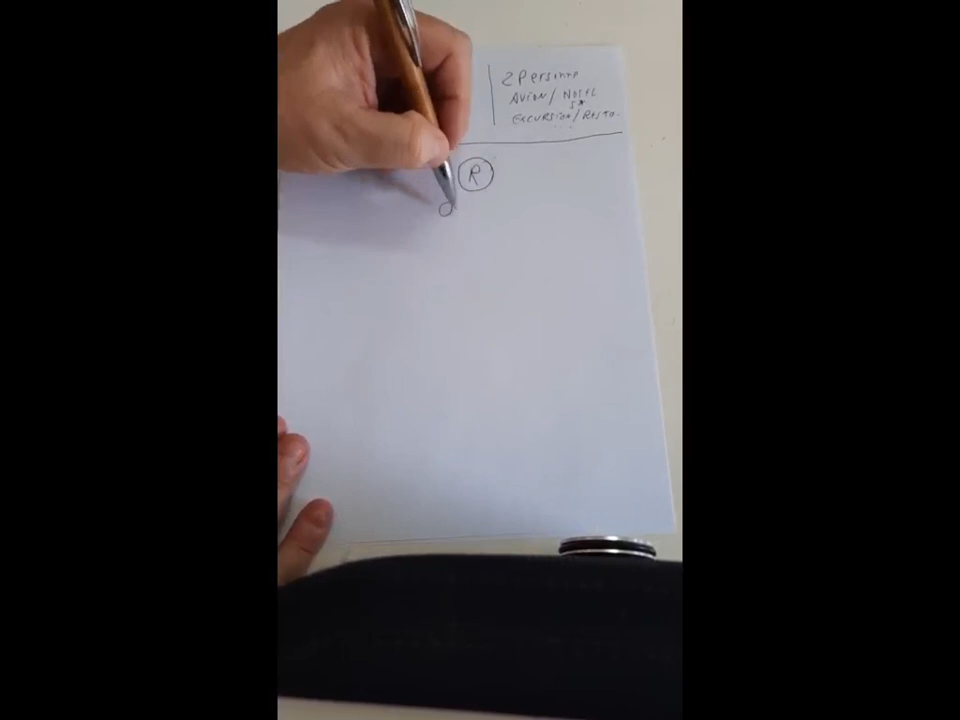 2 Personne
AVION / HOTEL
5*
EXCURSION / RESTO.
R